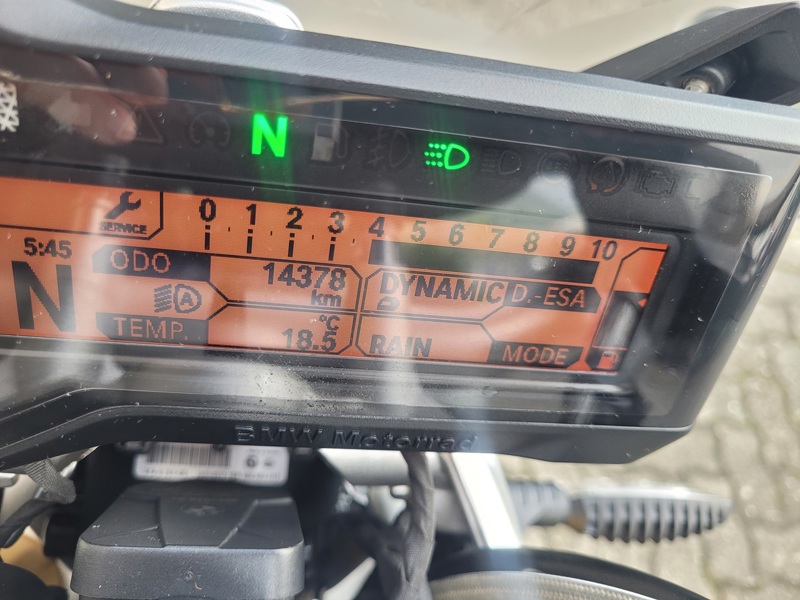 N
SERVICE
0 1 2 3 4 5 6 7 8 9 10
5:45
N
ODO
14378
km
DYNAMIC D.-ESA
A
TEMP.
°C
18.5
RAIN MODE
BMW Motorrad
6